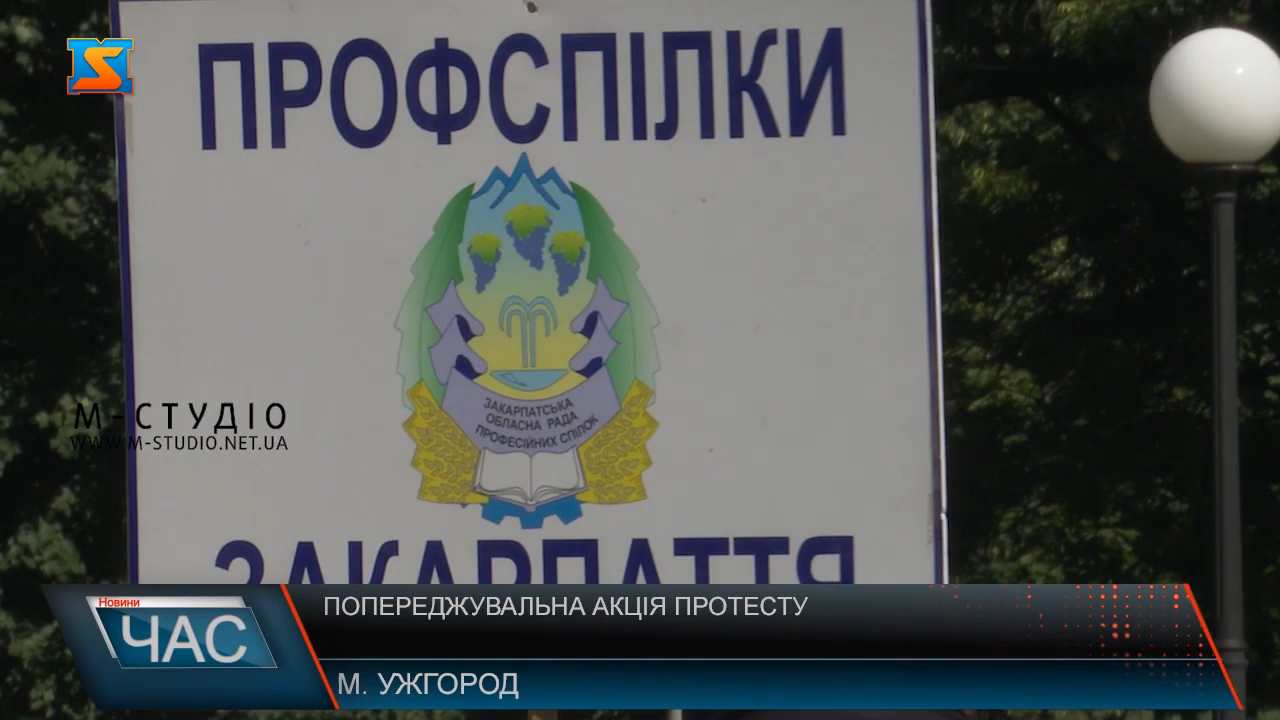 ПРОФСПІЛКИ
ЗАКАРПАТСЬКА
ОБЛАСНА РАДА
ПРОФЕСІЙНИХ СПІЛОК
М-СТУДІО
WWW.M-STUDIO.NET.UA
ЗАКАРПАТТЯ
Новини
ЧАС
ПОПЕРЕДЖУВАЛЬНА АКЦІЯ ПРОТЕСТУ
М. УЖГОРОД